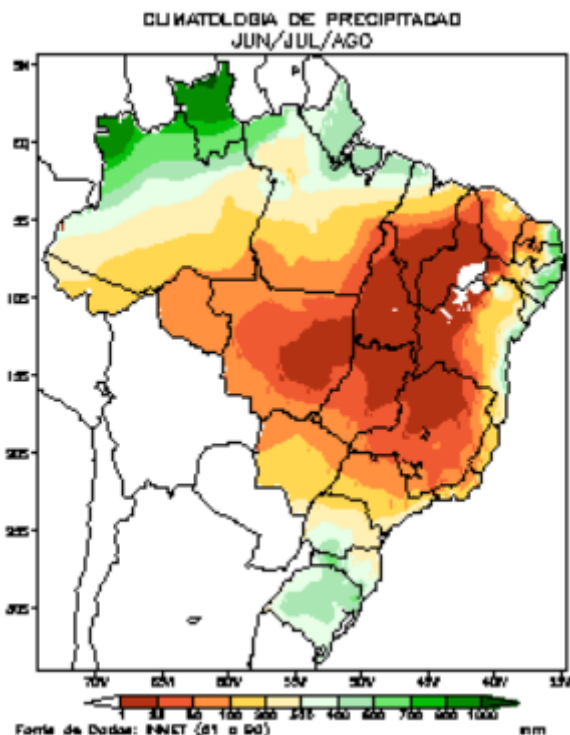 CLIMATOLOGIA DE PRECIPITACAO
JUN/JUL/AGO
5N
EQ
5S
10S
15S
20S
25S
30S
70W 65W 60W 55W 50W 45W 40W 35W
1 25 50 100 200 300 400 600 700 900 1000
Fonte de Dados: INMET (61 a 90) mm